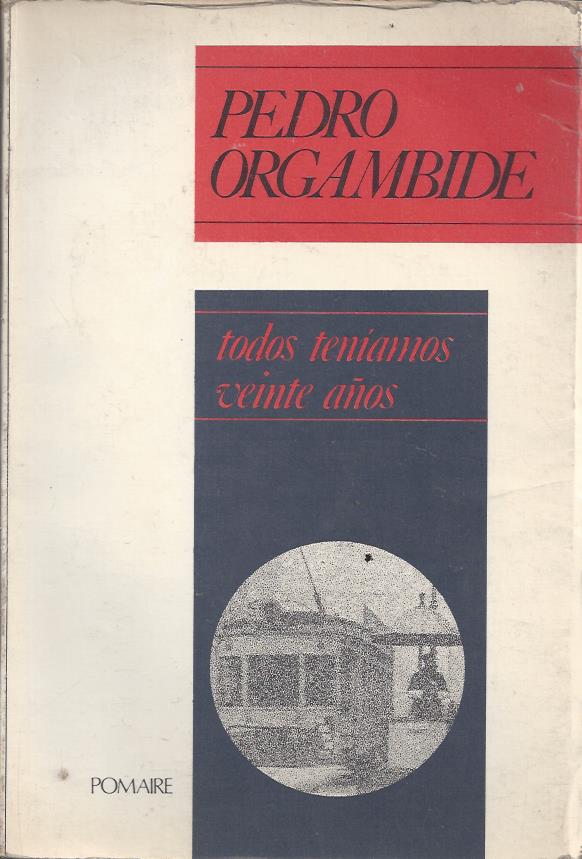 PEDRO
ORGAMBIDE
todos teníamos
veinte años
POMAIRE